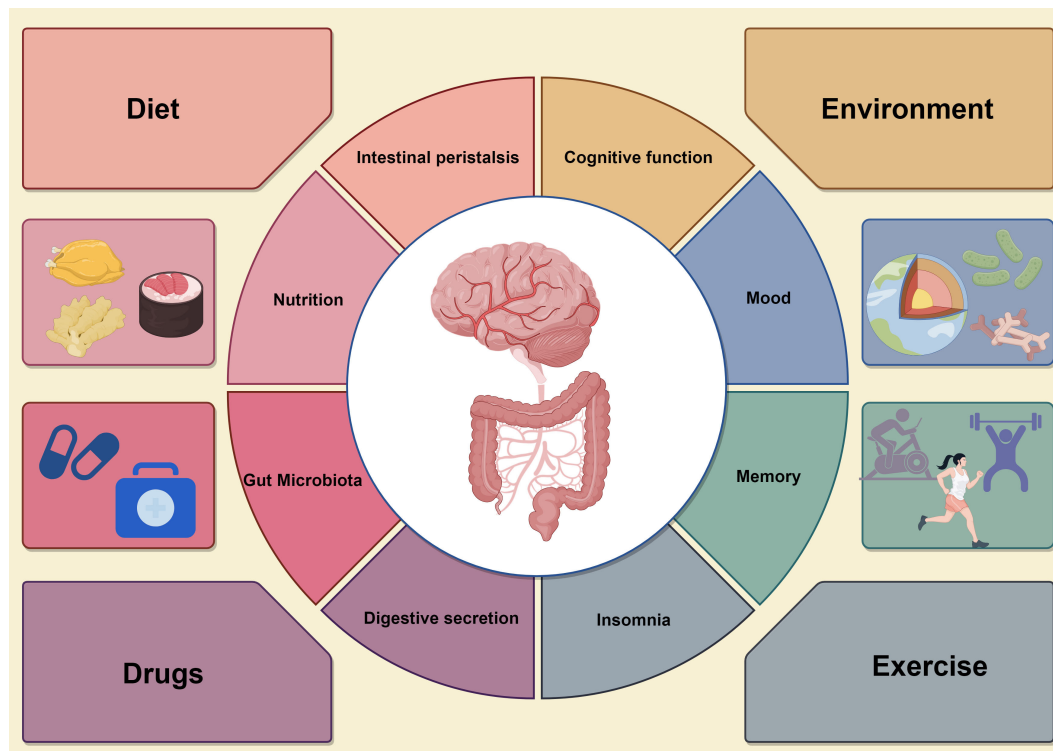 Diet
Environment
Intestinal peristalsis
Cognitive function
Nutrition
Mood
Gut Microbiota
Memory
Digestive secretion
Insomnia
Drugs
Exercise